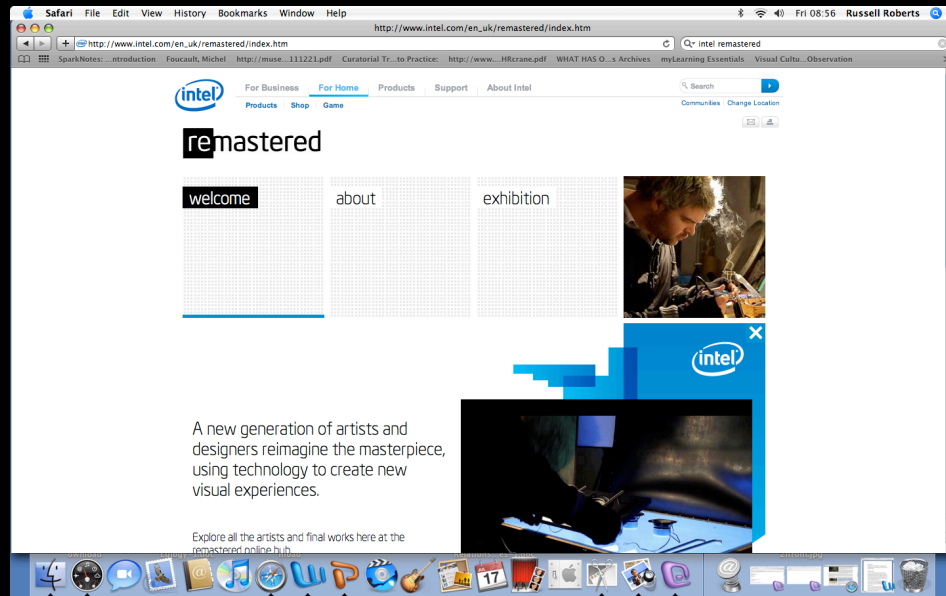 Safari File Edit View History Bookmarks Window Help Fri 08:56 Russell Roberts
http://www.intel.com/en_uk/remastered/index.htm
http://www.intel.com/en_uk/remastered/index.htm intel remastered
SparkNotes: ...ntroduction Foucault, Michel http://muse...111221.pdf Curatorial Tr...to Practice: http://www....HRcrane.pdf WHAT HAS O...s Archives myLearning Essentials Visual Cultu...Observation
intel
For Business For Home Products Support About Intel
Search
Products Shop Game
Communities Change Location
remastered
welcome about exhibition
intel
A new generation of artists and
designers reimagine the masterpiece,
using technology to create new
visual experiences.
Explore all the artists and final works here at the
remastered online hub
17